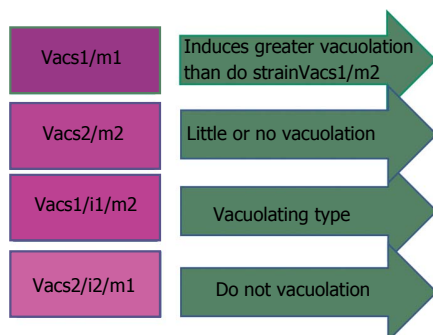 Vacs1/m1
Induces greater vacuolation
than do strainVacs1/m2
Vacs2/m2
Little or no vacuolation
Vacs1/i1/m2
Vacuolating type
Vacs2/i2/m1
Do not vacuolation